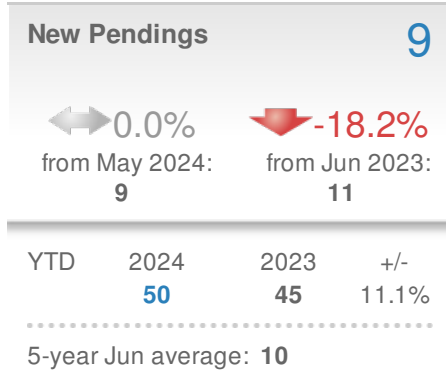 New Pendings 9
0.0% -18.2%
from May 2024: from Jun 2023:
9 11
YTD 2024 2023 +/-
50 45 11.1%
5-year Jun average: 10